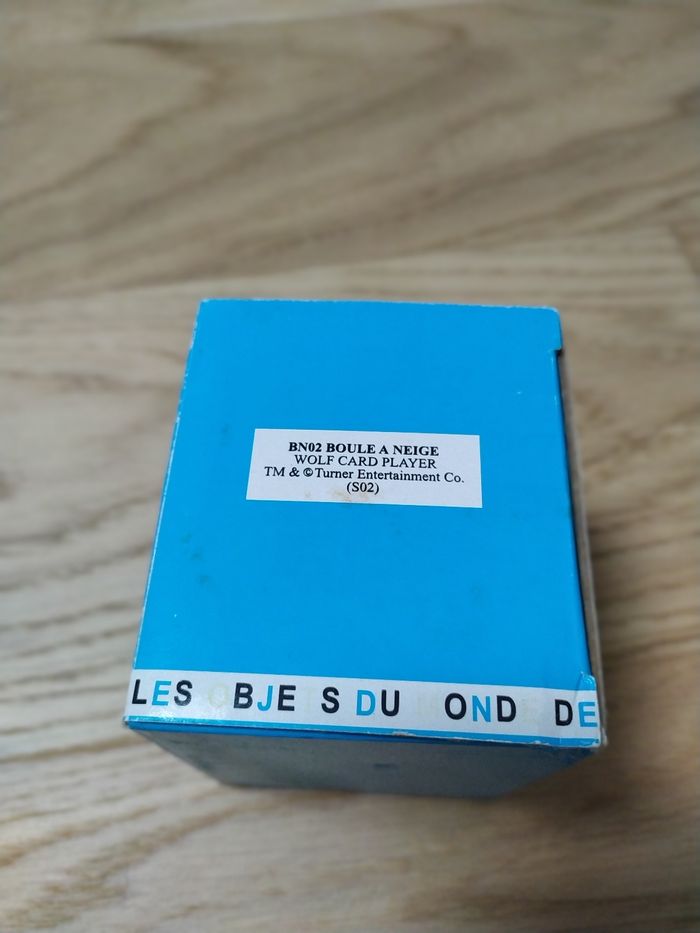 BN02 BOULE A NEIGE
WOLF CARD PLAYER
TM & © Turner Entertainment Co.
(S02)
LES OBJE S DU OND DE